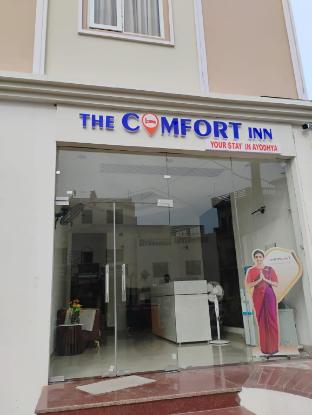 THE COMFORT INN
YOUR STAY IN AYODHYA